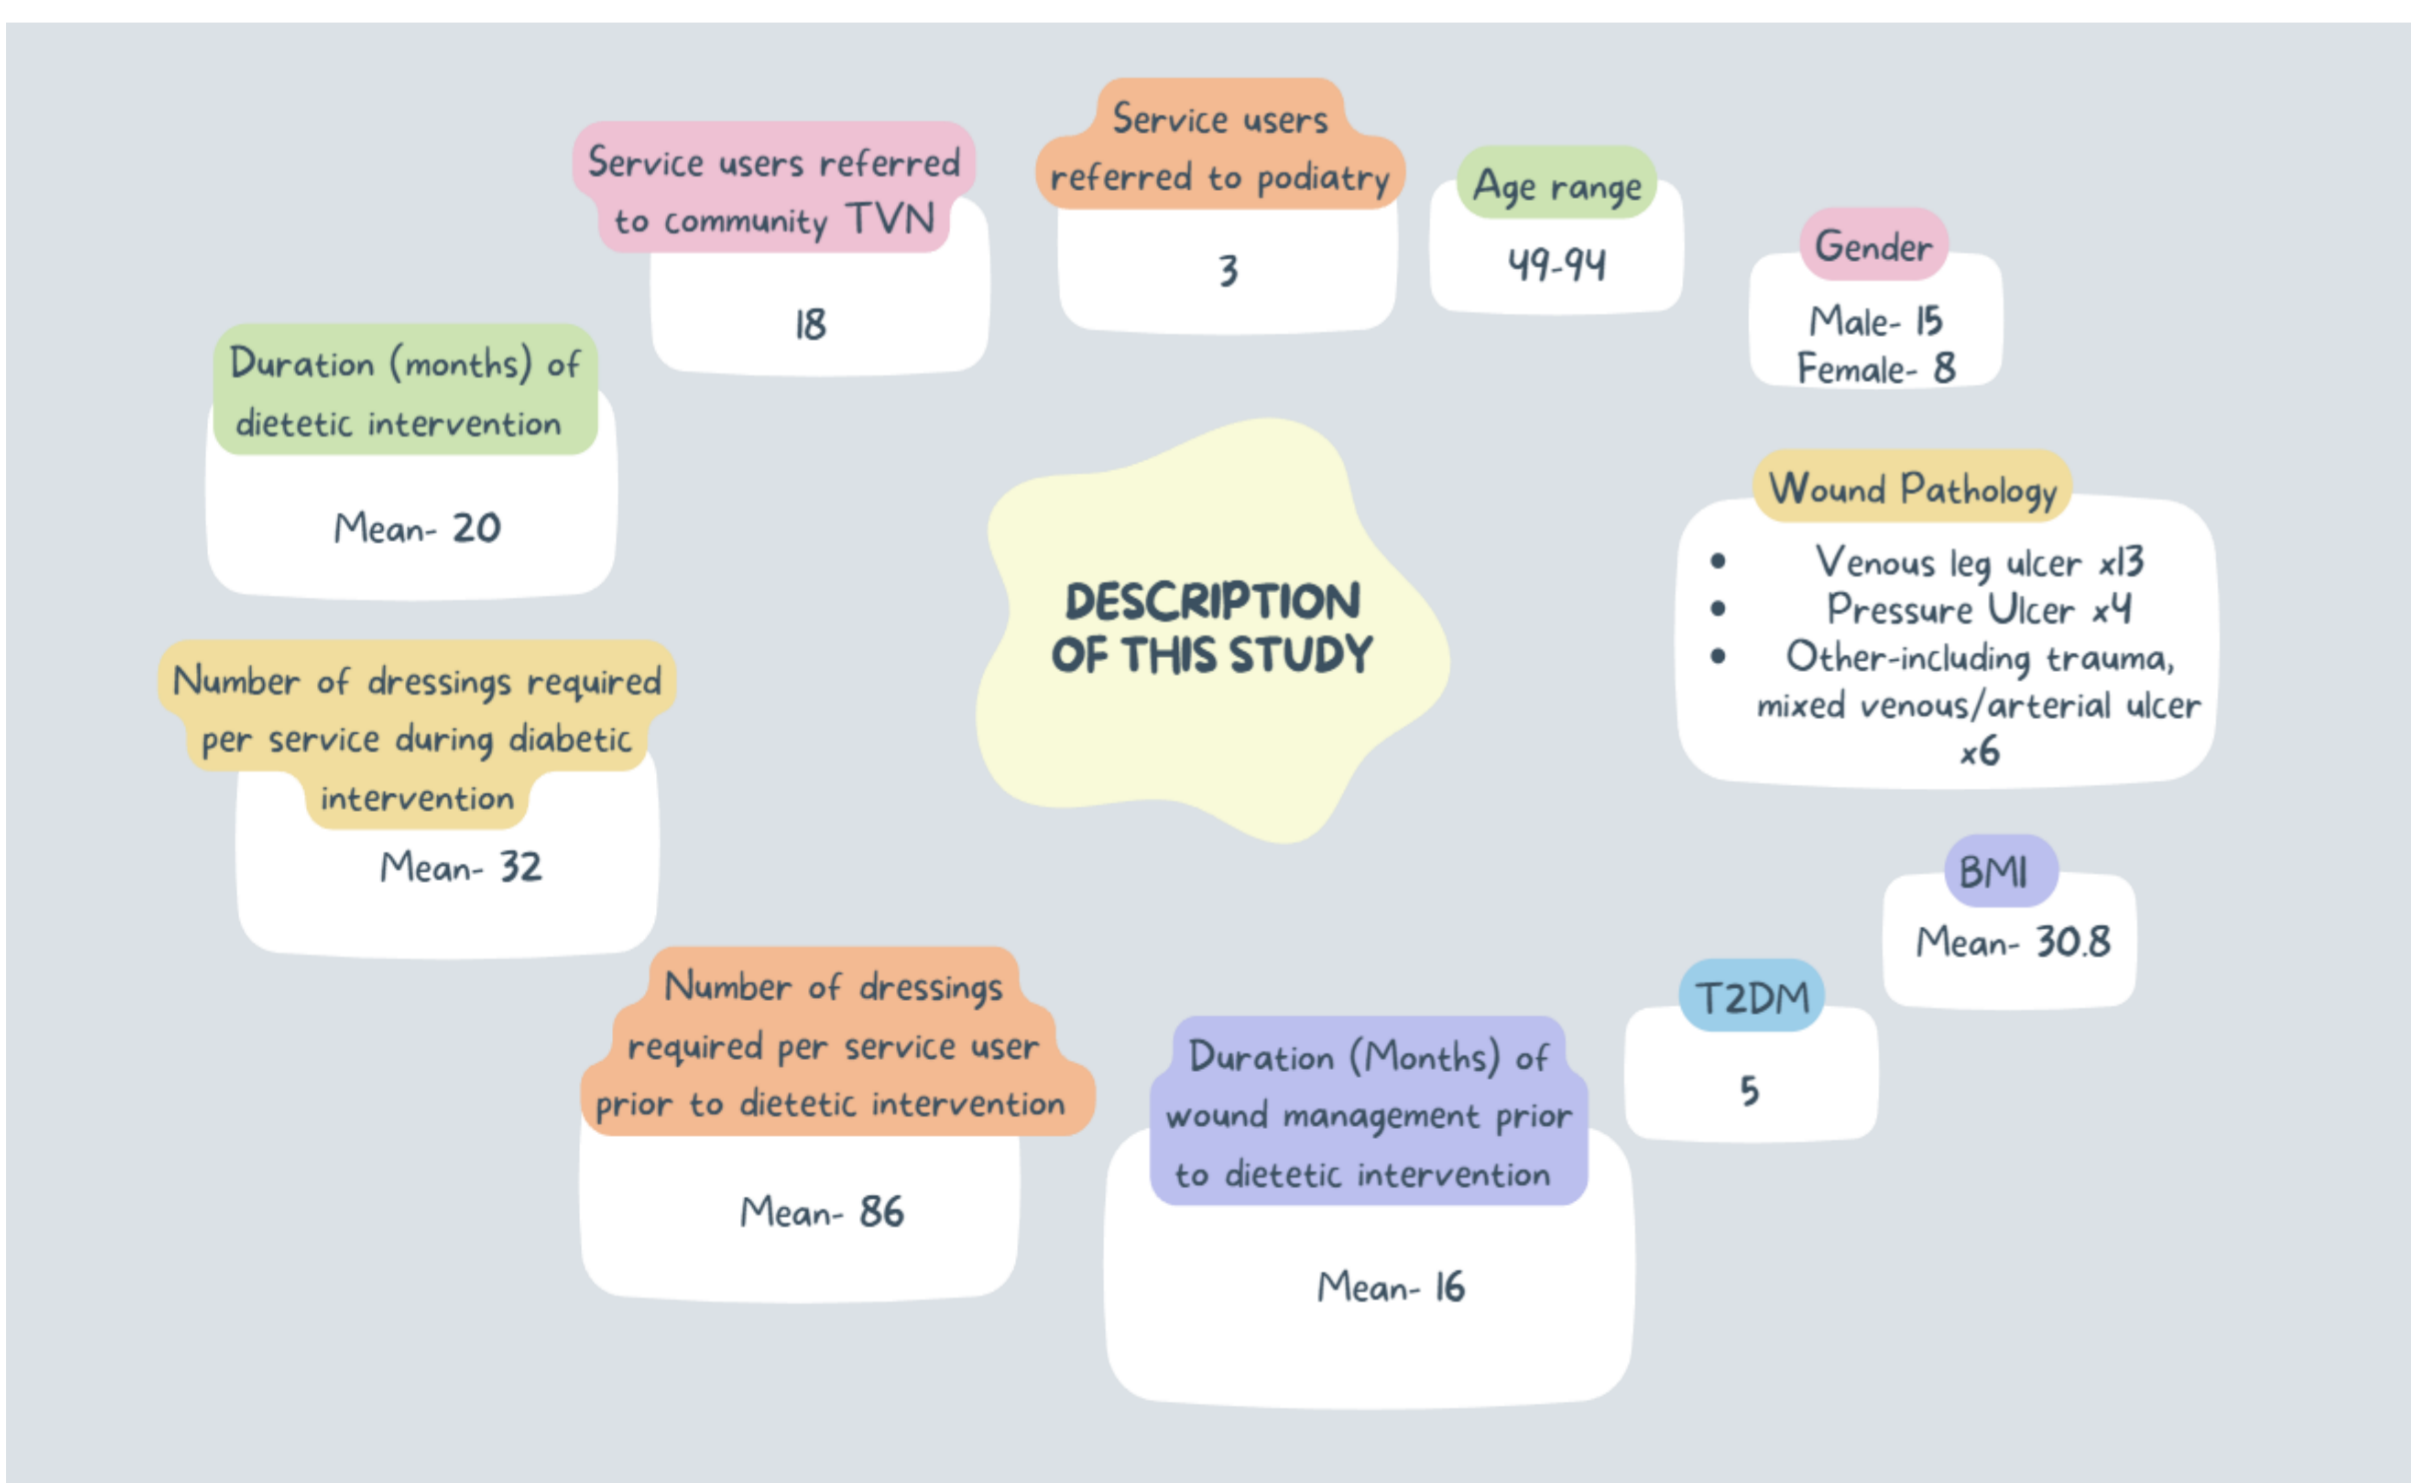 Service users
referred to podiatry
3
Age range
49-94
Gender
Male- 15
Female- 8
Wound Pathology
• Venous leg ulcer x13
• Pressure Ulcer x4
• Other-including trauma,
mixed venous/arterial ulcer
x6
BMI
Mean- 30.8
T2DM
5
Duration (Months) of
wound management prior
to dietetic intervention
Mean- 16
Number of dressings
required per service user
prior to dietetic intervention
Mean- 86
Number of dressings required
per service during diabetic
intervention
Mean- 32
Duration (months) of
dietetic intervention
Mean- 20
Service users referred
to community TVN
18
DESCRIPTION
OF THIS STUDY